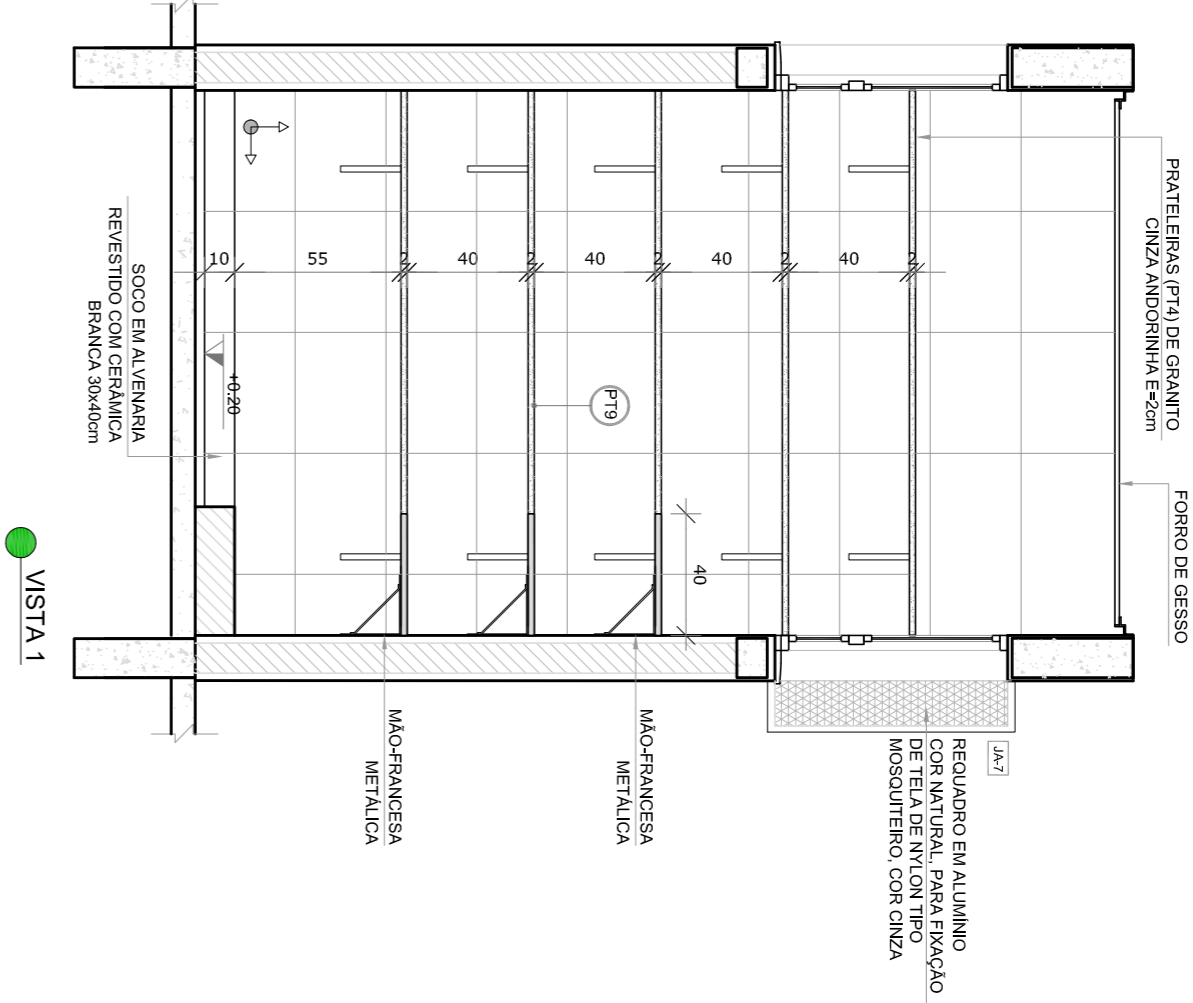 PRATELEIRAS (PT4) DE GRANITO
CINZA ANDORINHA E=2cm
FORRO DE GESSO
JA-7
REQUADRO EM ALUMÍNIO
COR NATURAL, PARA FIXAÇÃO
DE TELA DE NYLON TIPO
MOSQUITEIRO, COR CINZA
40
PT9
MÃO-FRANCESA
METÁLICA
MÃO-FRANCESA
METÁLICA
10
55
2
40
2
40
2
40
2
40
2
+0.20
SOCO EM ALVENARIA
REVESTIDO COM CERÂMICA
BRANCA 30x40cm
VISTA 1